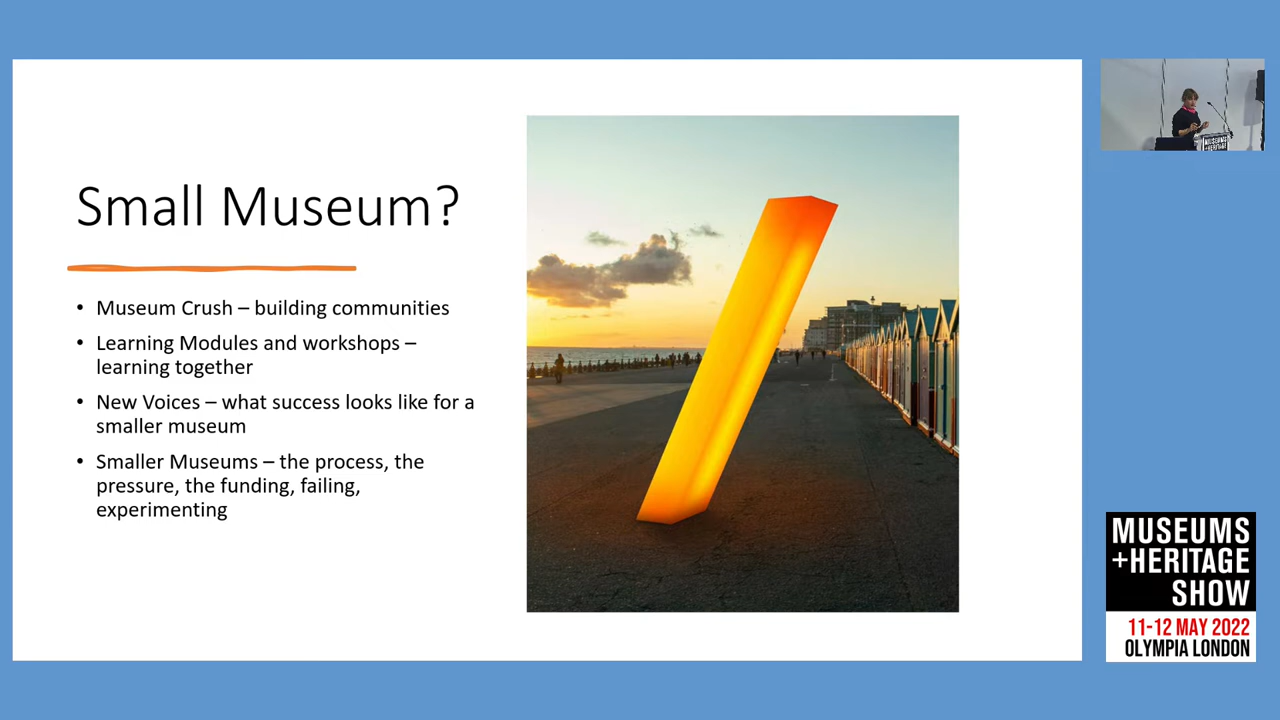 Small Museum?
• Museum Crush – building communities
• Learning Modules and workshops –
learning together
• New Voices – what success looks like for a
smaller museum
• Smaller Museums – the process, the
pressure, the funding, failing,
experimenting
MUSEUMS
+HERITAGE
MUSEUMS
+HERITAGE
SHOW
11-12 MAY 2022
OLYMPIA LONDON